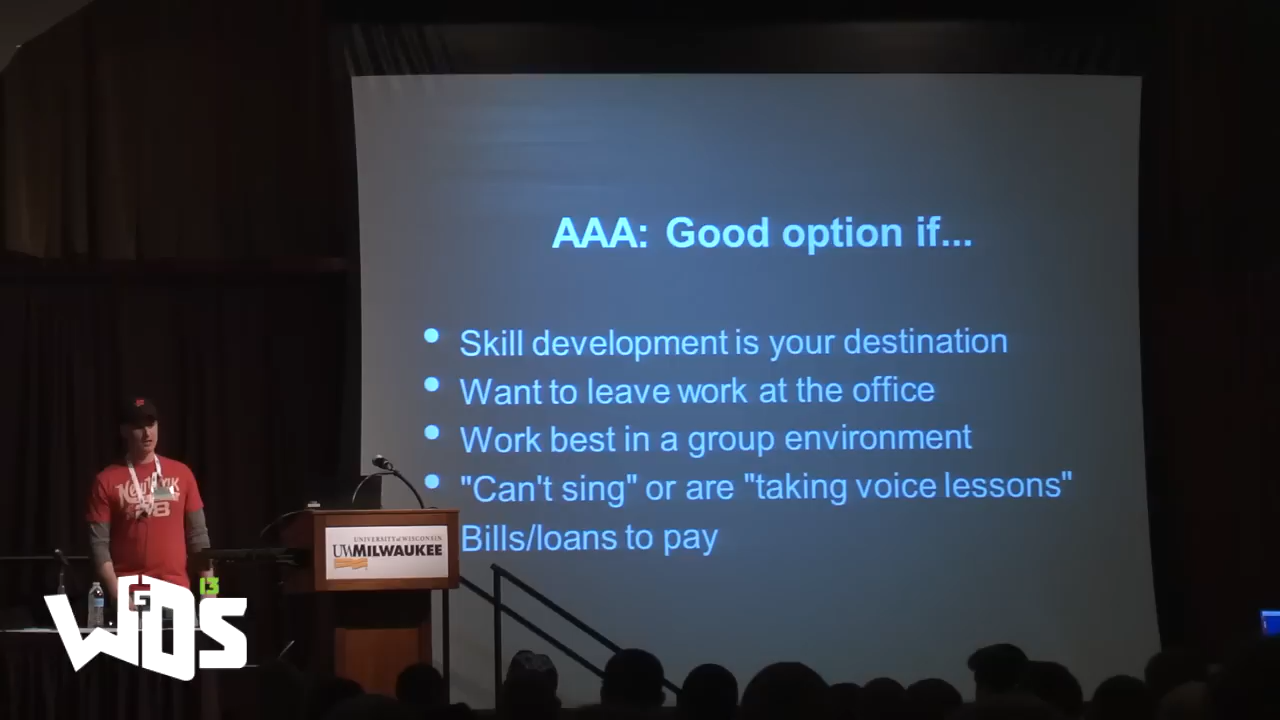 AAA: Good option if...
• Skill development is your destination
• Want to leave work at the office
• Work best in a group environment
• "Can't sing" or are "taking voice lessons"
Bills/loans to pay
UNIVERSITY of WISCONSIN
UWMILWAUKEE
WGDS
13